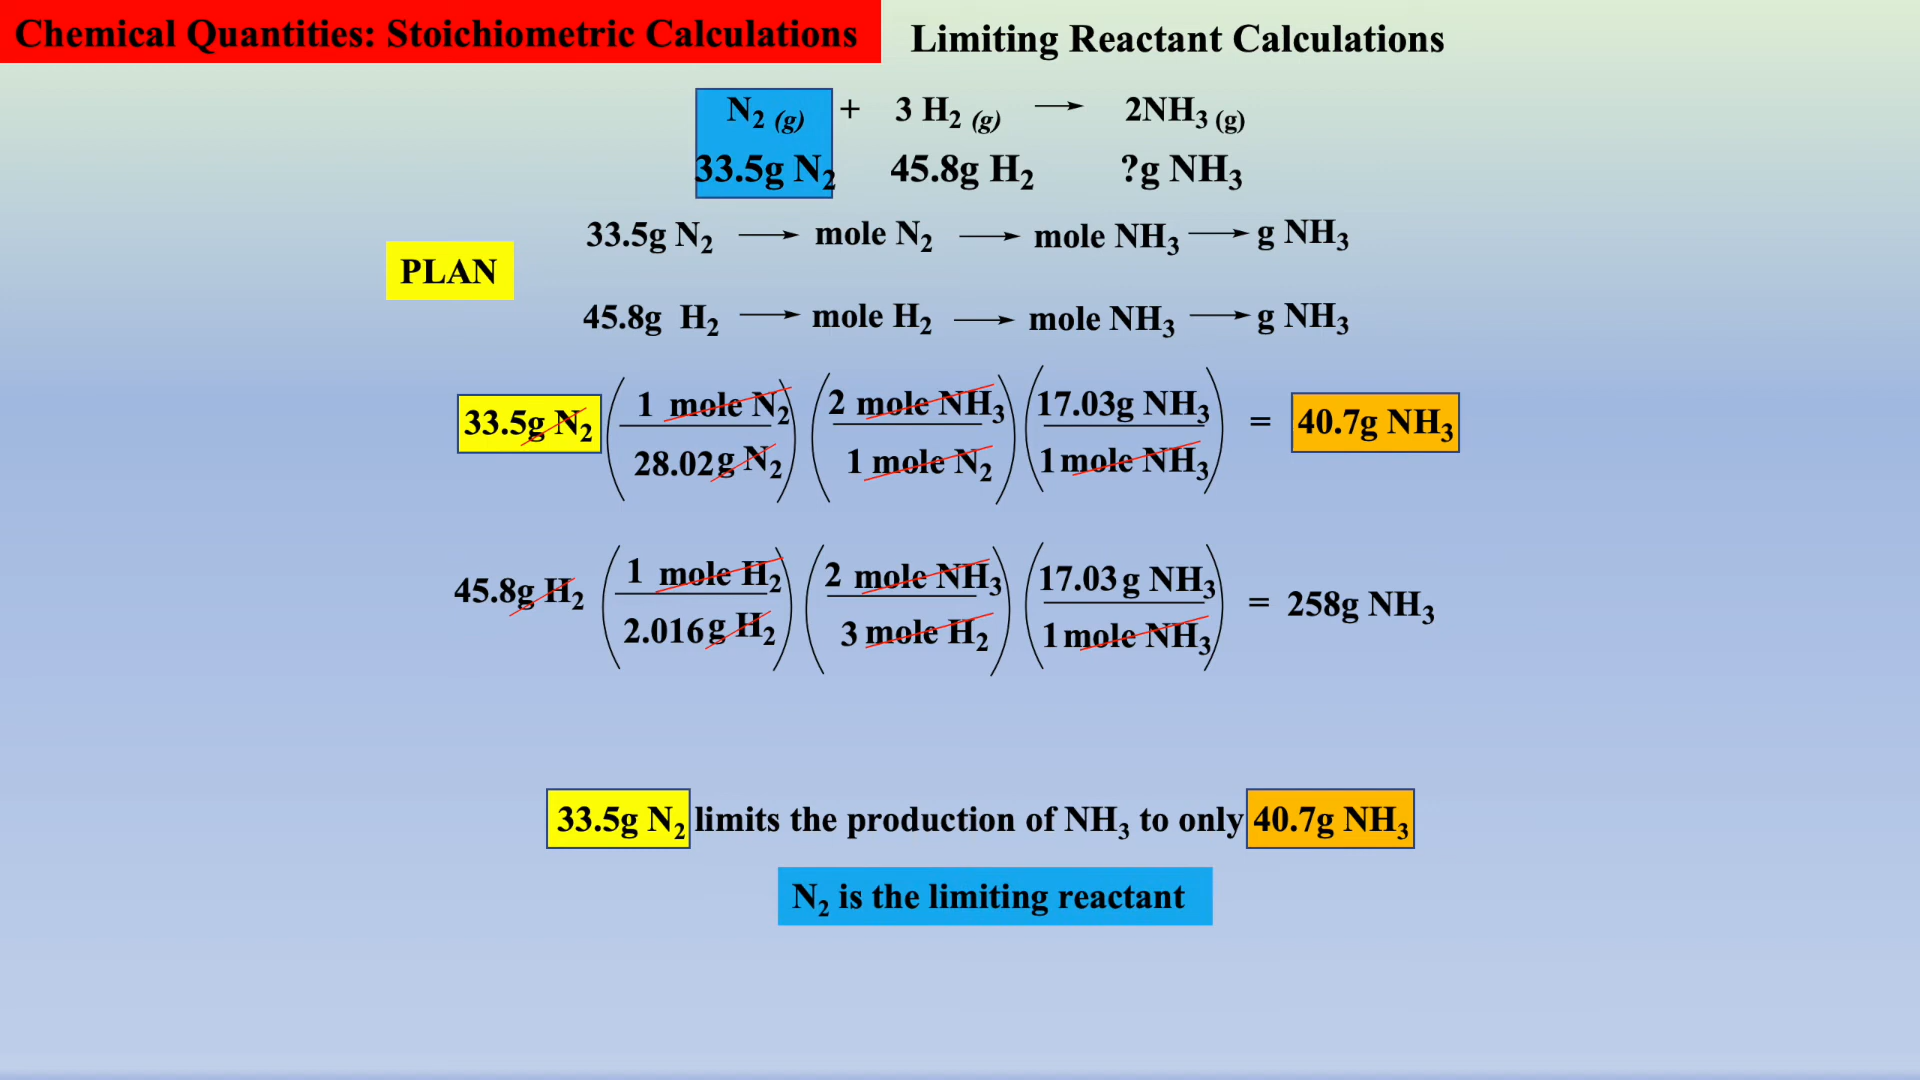 Chemical Quantities: Stoichiometric Calculations
Limiting Reactant Calculations
N₂ (g) + 3 H₂ (g) → 2NH₃ (g)
33.5g N₂ 45.8g H₂ ?g NH₃
33.5g N₂ → mole N₂ → mole NH₃ → g NH₃
PLAN
45.8g H₂ → mole H₂ → mole NH₃ → g NH₃
33.5g N₂ (1 mole N₂ / 28.02g N₂) (2 mole NH₃ / 1 mole N₂) (17.03g NH₃ / 1 mole NH₃) = 40.7g NH₃
45.8g H₂ (1 mole H₂ / 2.016g H₂) (2 mole NH₃ / 3 mole H₂) (17.03g NH₃ / 1 mole NH₃) = 258g NH₃
33.5g N₂ limits the production of NH₃ to only 40.7g NH₃
N₂ is the limiting reactant